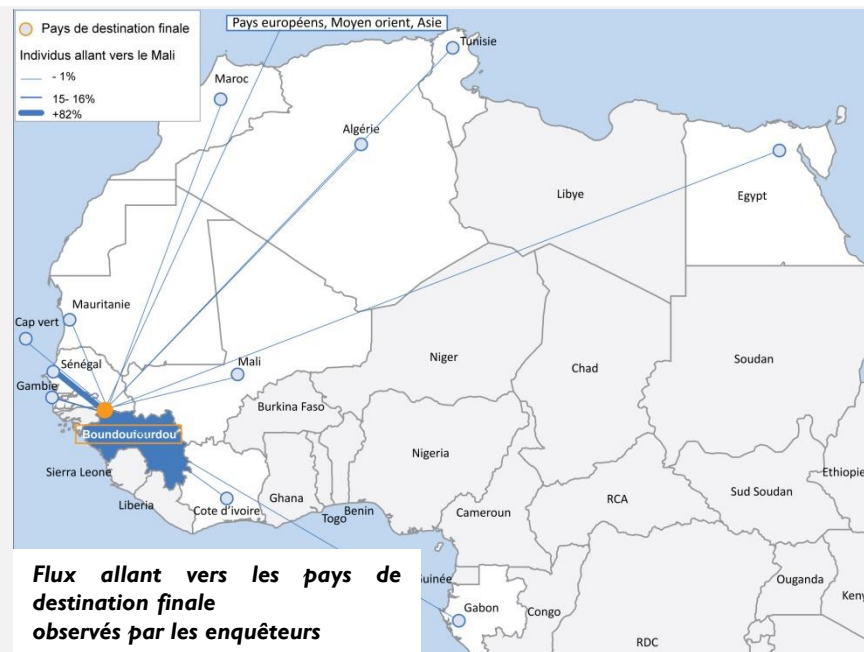 Pays de destination finale
Individus allant vers le Mali
- 1%
15- 16%
+82%
Pays européens, Moyen orient, Asie
Tunisie
Maroc
Algérie
Libye
Egypt
Mauritanie
Cap vert
Sénégal
Gambie
Mali
Niger
Chad
Soudan
Burkina Faso
Boundoufourdou
Nigeria
Sierra Leone
Liberia
Cote d'ivoire
Ghana
Togo
Benin
Cameroun
RCA
Sud Soudan
Ethiopie
Guinée
Gabon
Congo
RDC
Ouganda
Keny
Flux allant vers les pays de
destination finale
observés par les enquêteurs